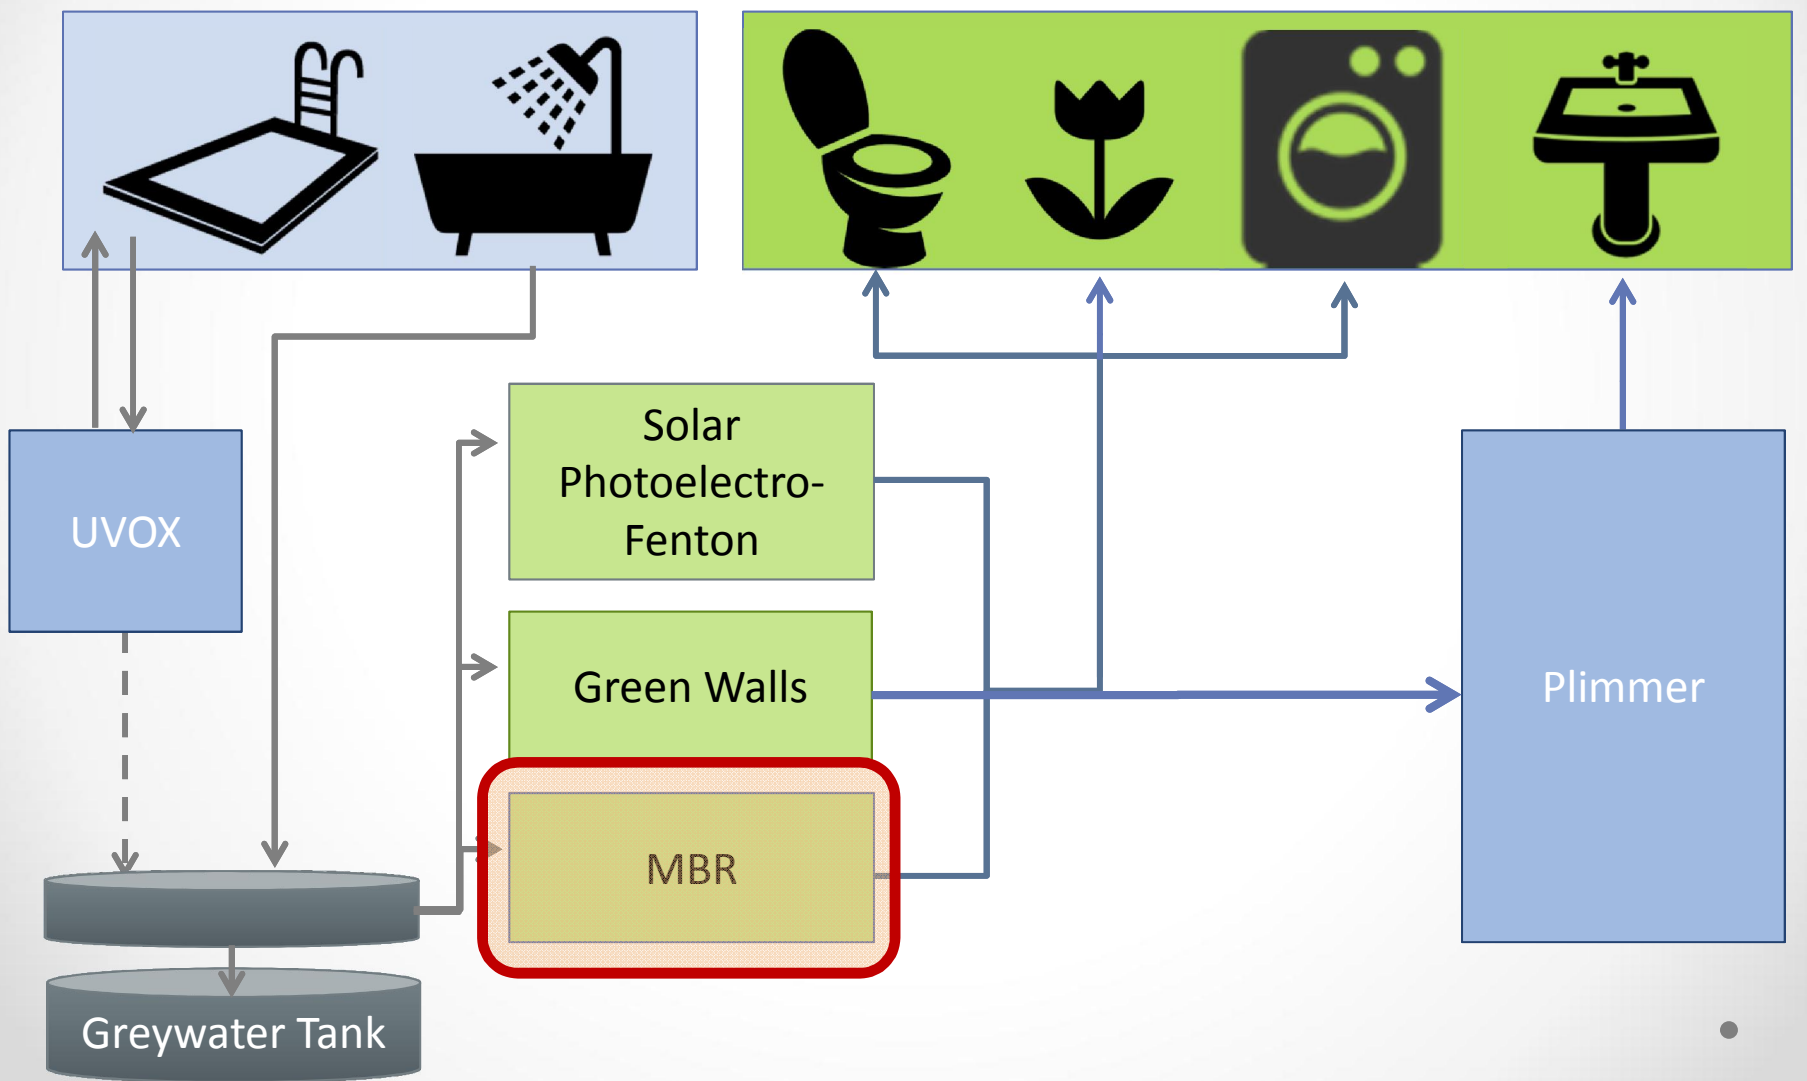 Solar
Photoelectro-
Fenton
UVOX
Green Walls
Plimmer
MBR
Greywater Tank